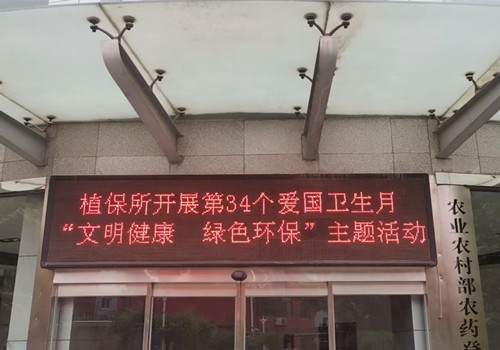 植保所开展第34个爱国卫生月
“文明健康 绿色环保”主题活动
农业农村部农药